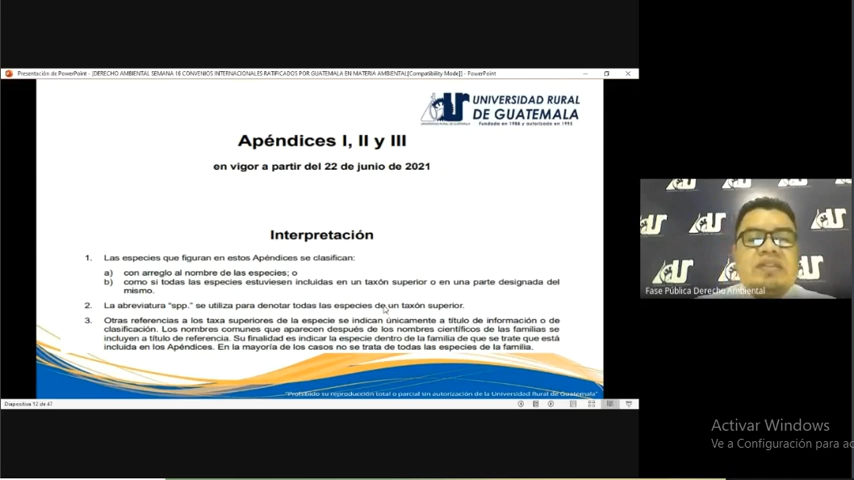 Presentación de PowerPoint - [DERECHO AMBIENTAL SEMANA 16 CONVENIOS INTERNACIONALES RATIFICADOS POR GUATEMALA EN MATERIA AMBIENTAL[Compatibility Mode]] - PowerPoint
UNIVERSIDAD RURAL
DE GUATEMALA
Apéndices I, II y III
en vigor a partir del 22 de junio de 2021
Interpretación
1. Las especies que figuran en estos Apéndices se clasifican:
a) con arreglo al nombre de las especies; o
b) como si todas las especies estuviesen incluidas en un taxón superior o en una parte designada del
mismo.
2. La abreviatura "spp." se utiliza para denotar todas las especies de un taxón superior.
3. Otras referencias a los taxa superiores de la especie se indican únicamente a título de información o de
clasificación. Los nombres comunes que aparecen después de los nombres científicos de las familias se
incluyen a título de referencia. Su finalidad es indicar la especie dentro de la familia de que se trate que está
incluida en los Apéndices. En la mayoría de los casos no se trata de todas las especies de la familia.
"Prohibido su reproducción total o parcial sin autorización de la Universidad Rural de Guatemala"
Diapositiva 12 de 47
Fase Pública Derecho Ambiental
Activar Windows
Ve a Configuración para ac